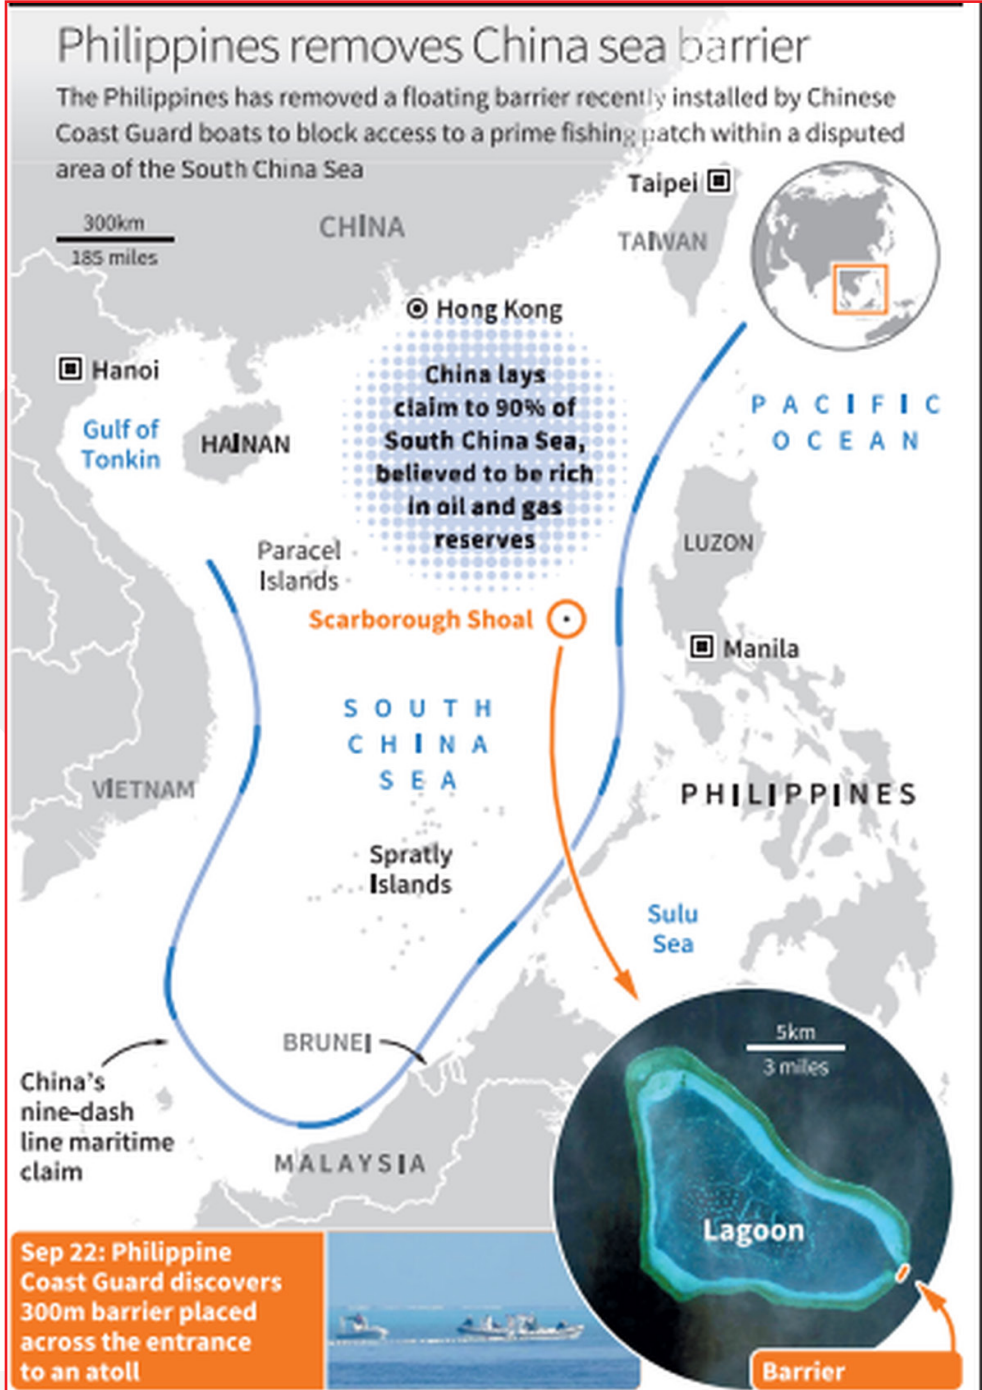 Philippines removes China sea barrier
The Philippines has removed a floating barrier recently installed by Chinese
Coast Guard boats to block access to a prime fishing patch within a disputed
area of the South China Sea
Taipei
300km
185 miles
CHINA
TAIWAN
Hong Kong
Hanoi
China lays
claim to 90% of
South China Sea,
believed to be rich
in oil and gas
reserves
PACIFIC
OCEAN
Gulf of
Tonkin
HAINAN
LUZON
Paracel
Islands
Scarborough Shoal
Manila
SOUTH
CHINA
SEA
VIETNAM
PHILIPPINES
Spratly
Islands
Sulu
Sea
BRUNEI
China's
nine-dash
line maritime
claim
MALAYSIA
5km
3 miles
Lagoon
Sep 22: Philippine
Coast Guard discovers
300m barrier placed
across the entrance
to an atoll
Barrier